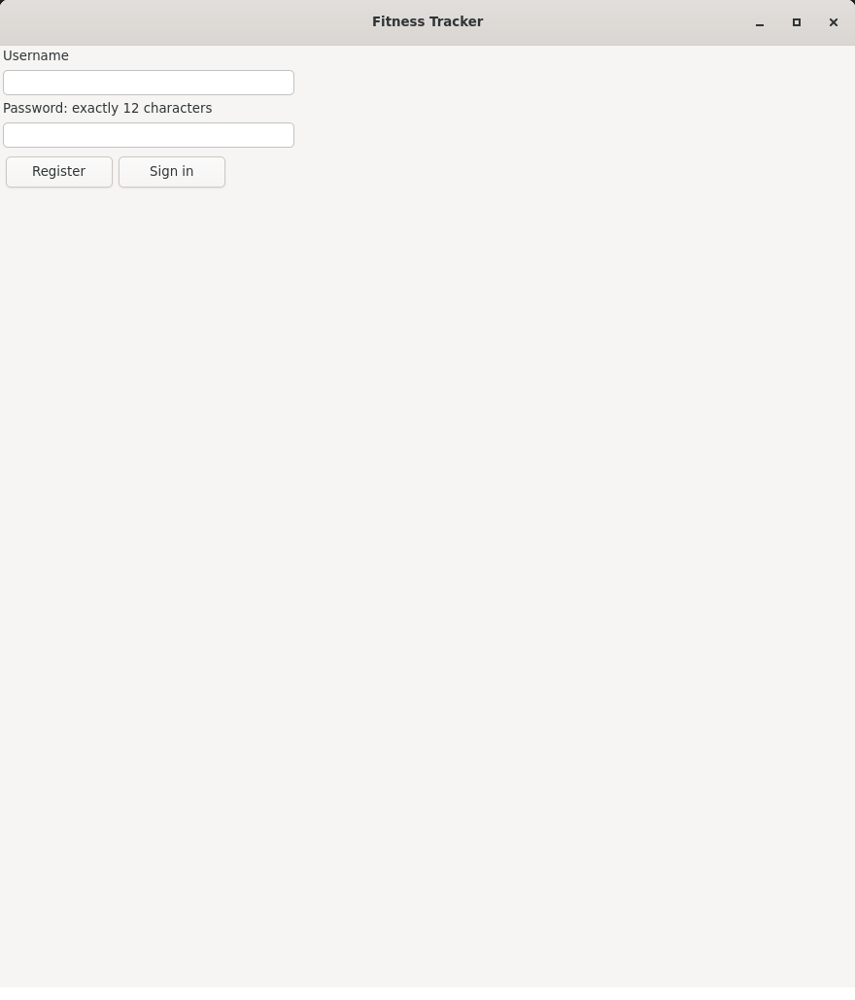 Fitness Tracker
Username
Password: exactly 12 characters
Register Sign in